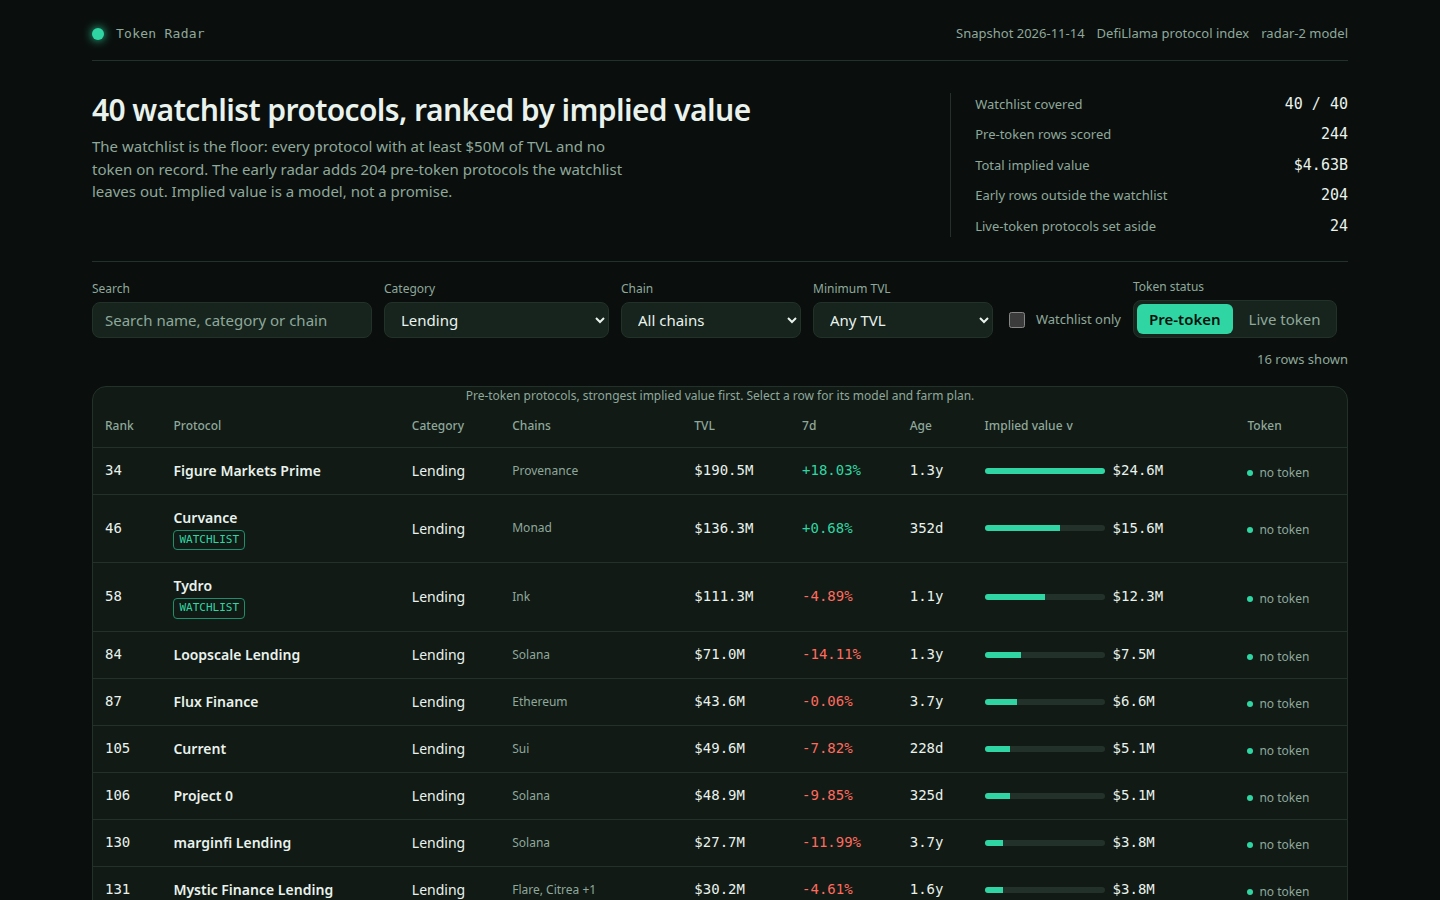 Token Radar
Snapshot 2026-11-14 DefiLlama protocol index radar-2 model
40 watchlist protocols, ranked by implied value
The watchlist is the floor: every protocol with at least $50M of TVL and no
token on record. The early radar adds 204 pre-token protocols the watchlist
leaves out. Implied value is a model, not a promise.
Watchlist covered 40 / 40
Pre-token rows scored 244
Total implied value $4.63B
Early rows outside the watchlist 204
Live-token protocols set aside 24
Search Category Chain Minimum TVL Token status
Search name, category or chain Lending All chains Any TVL Watchlist only Pre-token Live token
16 rows shown
Pre-token protocols, strongest implied value first. Select a row for its model and farm plan.
Rank Protocol Category Chains TVL 7d Age Implied value v Token
34 Figure Markets Prime Lending Provenance $190.5M +18.03% 1.3y $24.6M no token
46 Curvance Lending Monad $136.3M +0.68% 352d $15.6M no token
WATCHLIST
58 Tydro Lending Ink $111.3M -4.89% 1.1y $12.3M no token
WATCHLIST
84 Loopscale Lending Lending Solana $71.0M -14.11% 1.3y $7.5M no token
87 Flux Finance Lending Ethereum $43.6M -0.06% 3.7y $6.6M no token
105 Current Lending Sui $49.6M -7.82% 228d $5.1M no token
106 Project 0 Lending Solana $48.9M -9.85% 325d $5.1M no token
130 marginfi Lending Lending Solana $27.7M -11.99% 3.7y $3.8M no token
131 Mystic Finance Lending Lending Flare, Citrea +1 $30.2M -4.61% 1.6y $3.8M no token